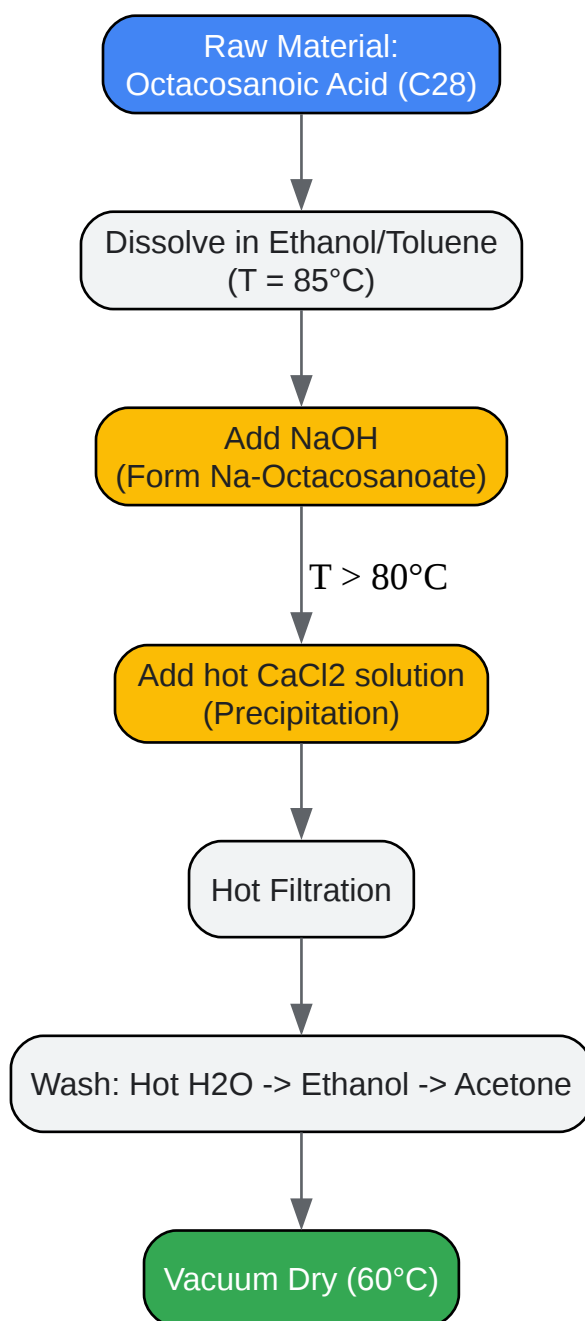 Raw Material:
Octacosanoic Acid (C28)
Dissolve in Ethanol/Toluene
(T = 85°C)
Add NaOH
(Form Na-Octacosanoate)
T > 80°C
Add hot CaCl2 solution
(Precipitation)
Hot Filtration
Wash: Hot H2O -> Ethanol -> Acetone
Vacuum Dry (60°C)